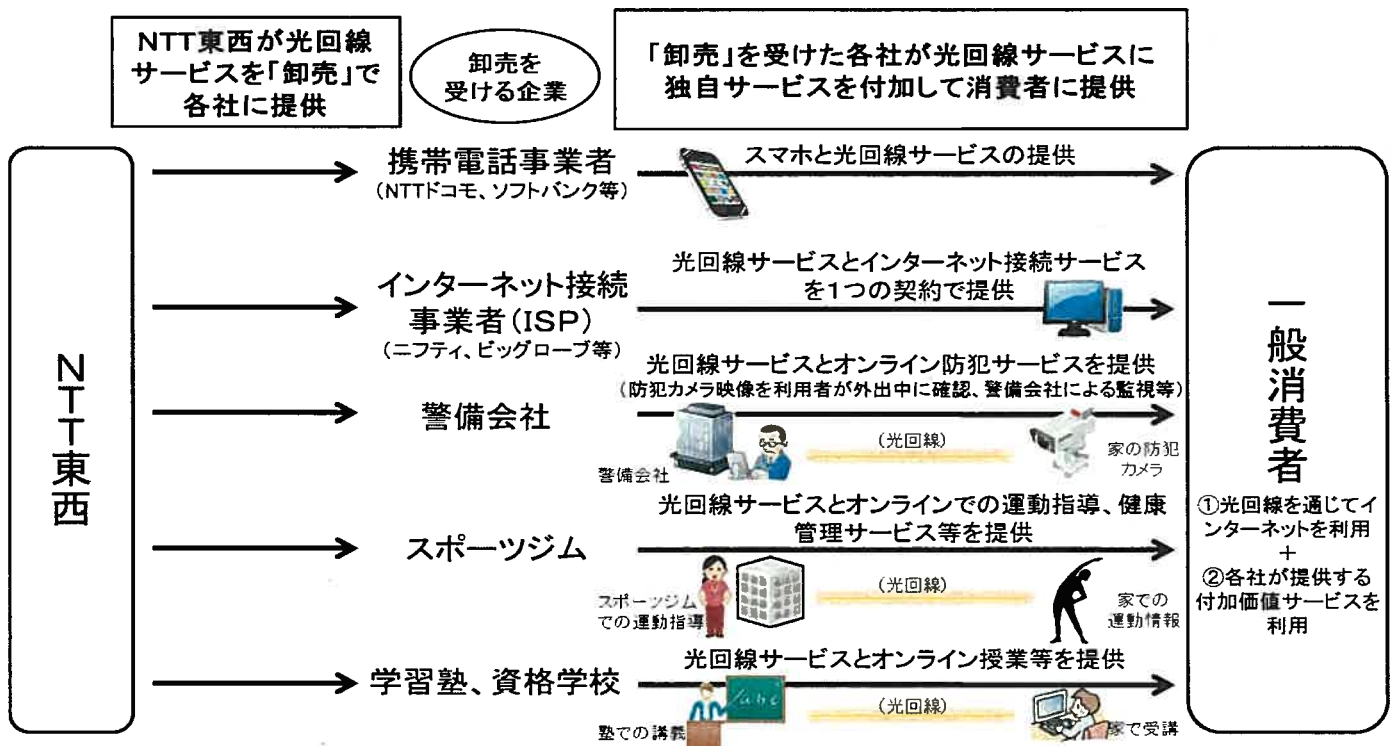 NTT東西が光回線
サービスを「卸売」で
各社に提供
卸売を
受ける企業
「卸売」を受けた各社が光回線サービスに
独自サービスを付加して消費者に提供
NTT東西
携帯電話事業者
(NTTドコモ、ソフトバンク等)
スマホと光回線サービスの提供
インターネット接続
事業者(ISP)
(ニフティ、ビッグローブ等)
光回線サービスとインターネット接続サービス
を1つの契約で提供
警備会社
光回線サービスとオンライン防犯サービスを提供
(防犯カメラ映像を利用者が外出中に確認、警備会社による監視等)
警備会社
(光回線)
家の防犯
カメラ
スポーツジム
光回線サービスとオンラインでの運動指導、健康
管理サービス等を提供
スポーツジム
での運動指導
(光回線)
家での
運動情報
学習塾、資格学校
光回線サービスとオンライン授業等を提供
abc
塾での講義
(光回線)
家で受講
一般消費者
①光回線を通じてイ
ンターネットを利用
+
②各社が提供する
付加価値サービスを
利用